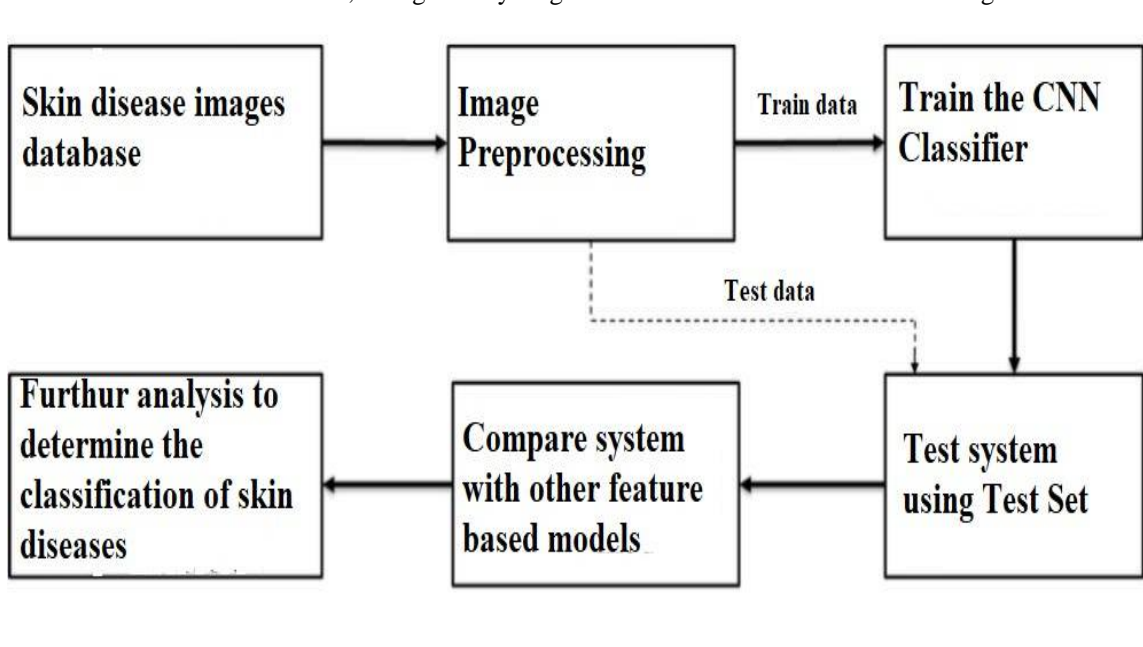 Skin disease images
database
Image
Preprocessing
Train data
Train the CNN
Classifier
Test data
Furthur analysis to
determine the
classification of skin
diseases
Compare system
with other feature
based models
Test system
using Test Set